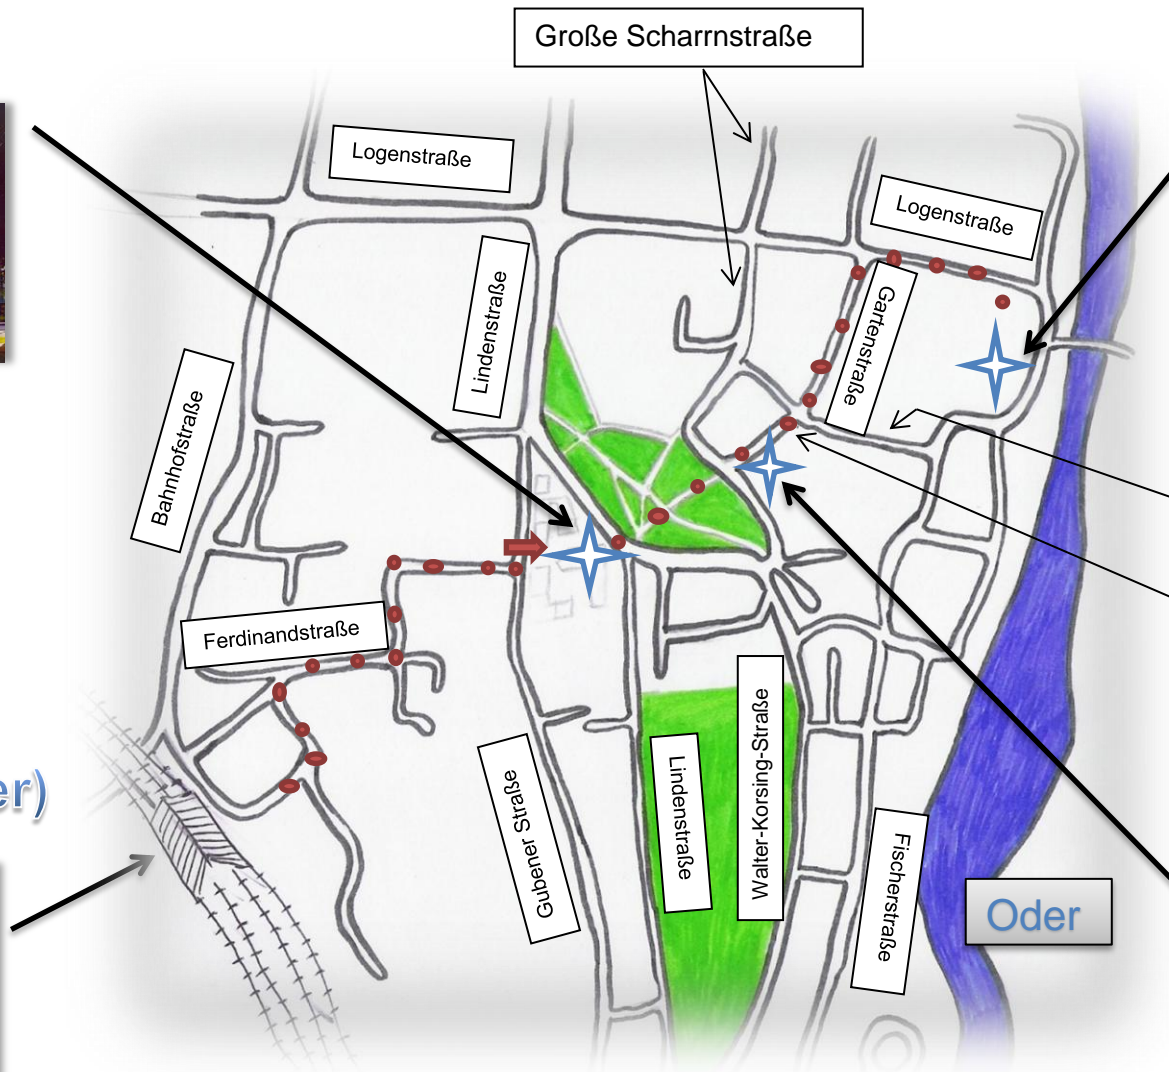 Große Scharrnstraße
Logenstraße
Logenstraße
Lindenstraße
Gartenstraße
Bahnhofstraße
Ferdinandstraße
er)
Gubener Straße
Lindenstraße
Walter-Korsing-Straße
Fischerstraße
Oder